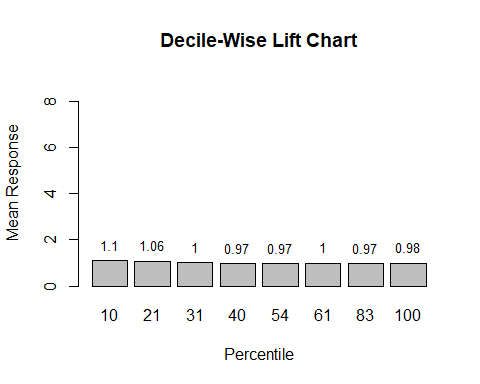 Decile-Wise Lift Chart
Mean Response
8
6
4
2
0
1.1 1.06 1 0.97 0.97 1 0.97 0.98
10 21 31 40 54 61 83 100
Percentile